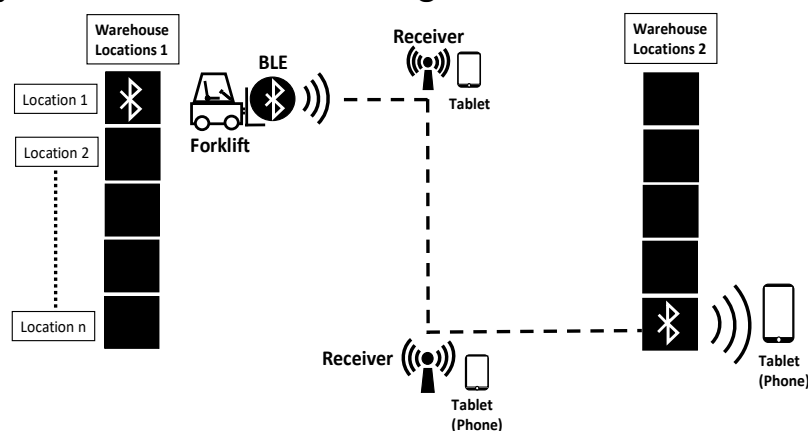 Warehouse
Locations 1
Location 1
Location 2
Location n
BLE
Forklift
Receiver
Tablet
Receiver
Tablet
(Phone)
Warehouse
Locations 2
Tablet
(Phone)